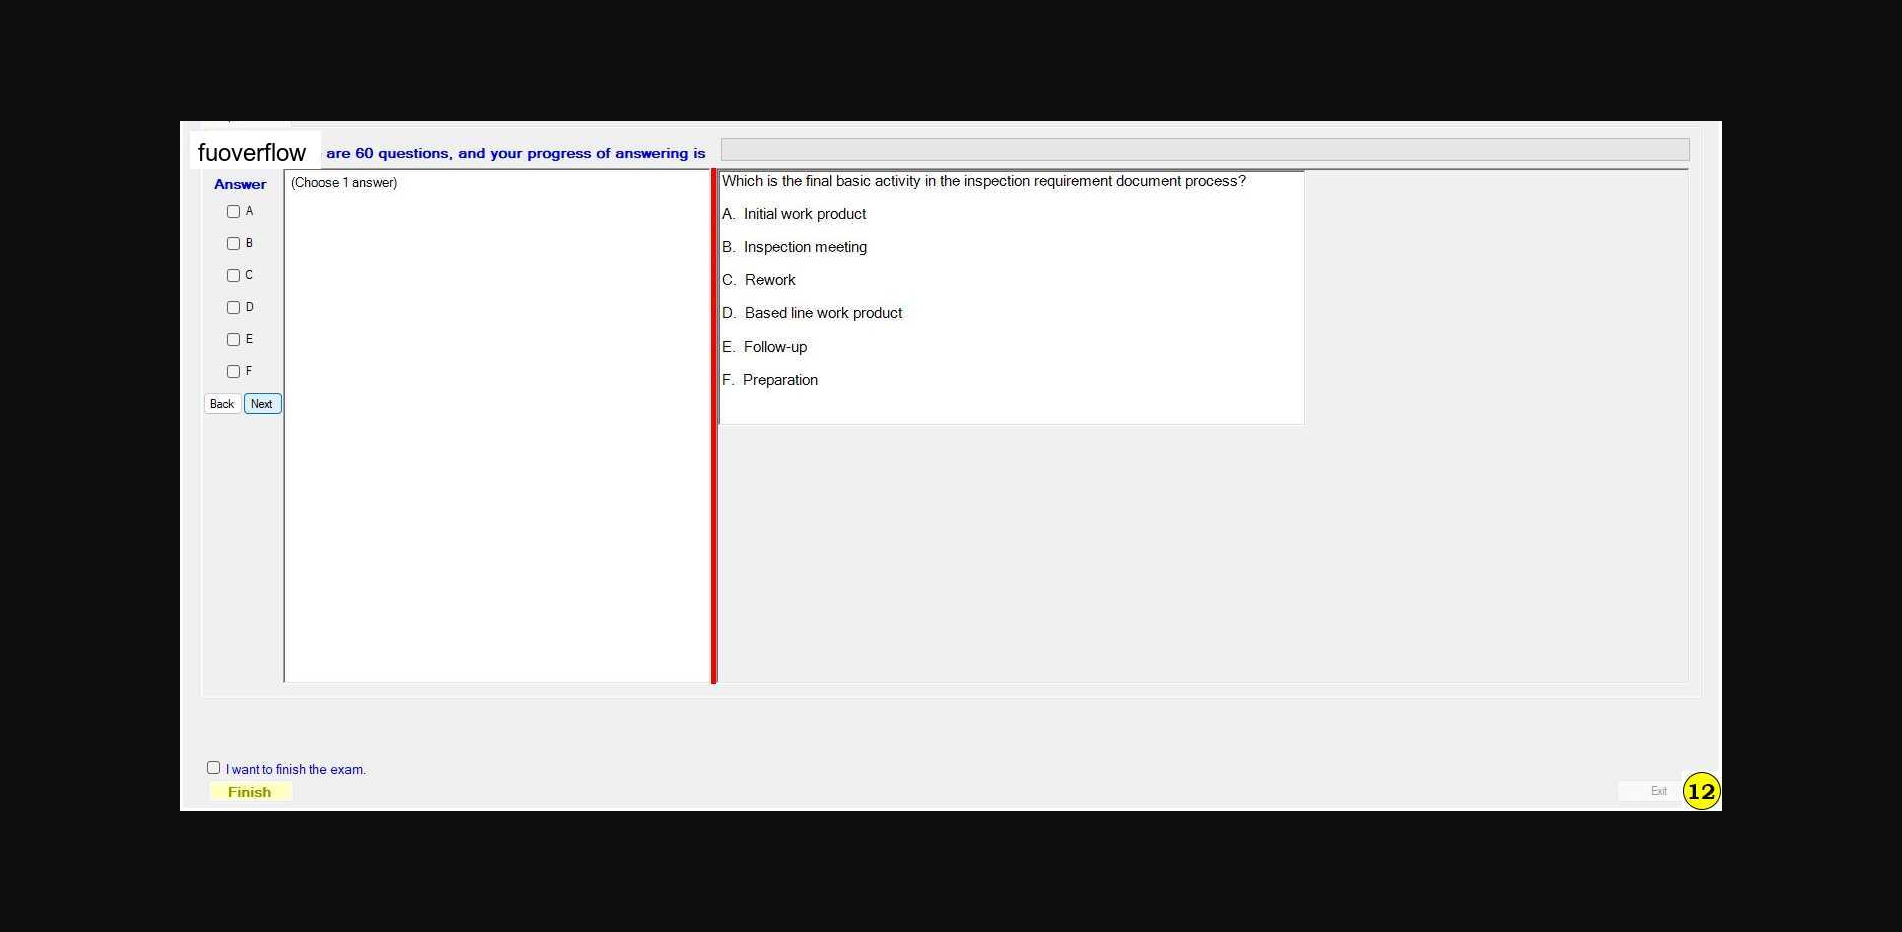 fuoverflow are 60 questions, and your progress of answering is
Answer
A
B
C
D
E
F
Back Next
(Choose 1 answer)
Which is the final basic activity in the inspection requirement document process?
A. Initial work product
B. Inspection meeting
C. Rework
D. Based line work product
E. Follow-up
F. Preparation
I want to finish the exam.
Finish
Exit
12